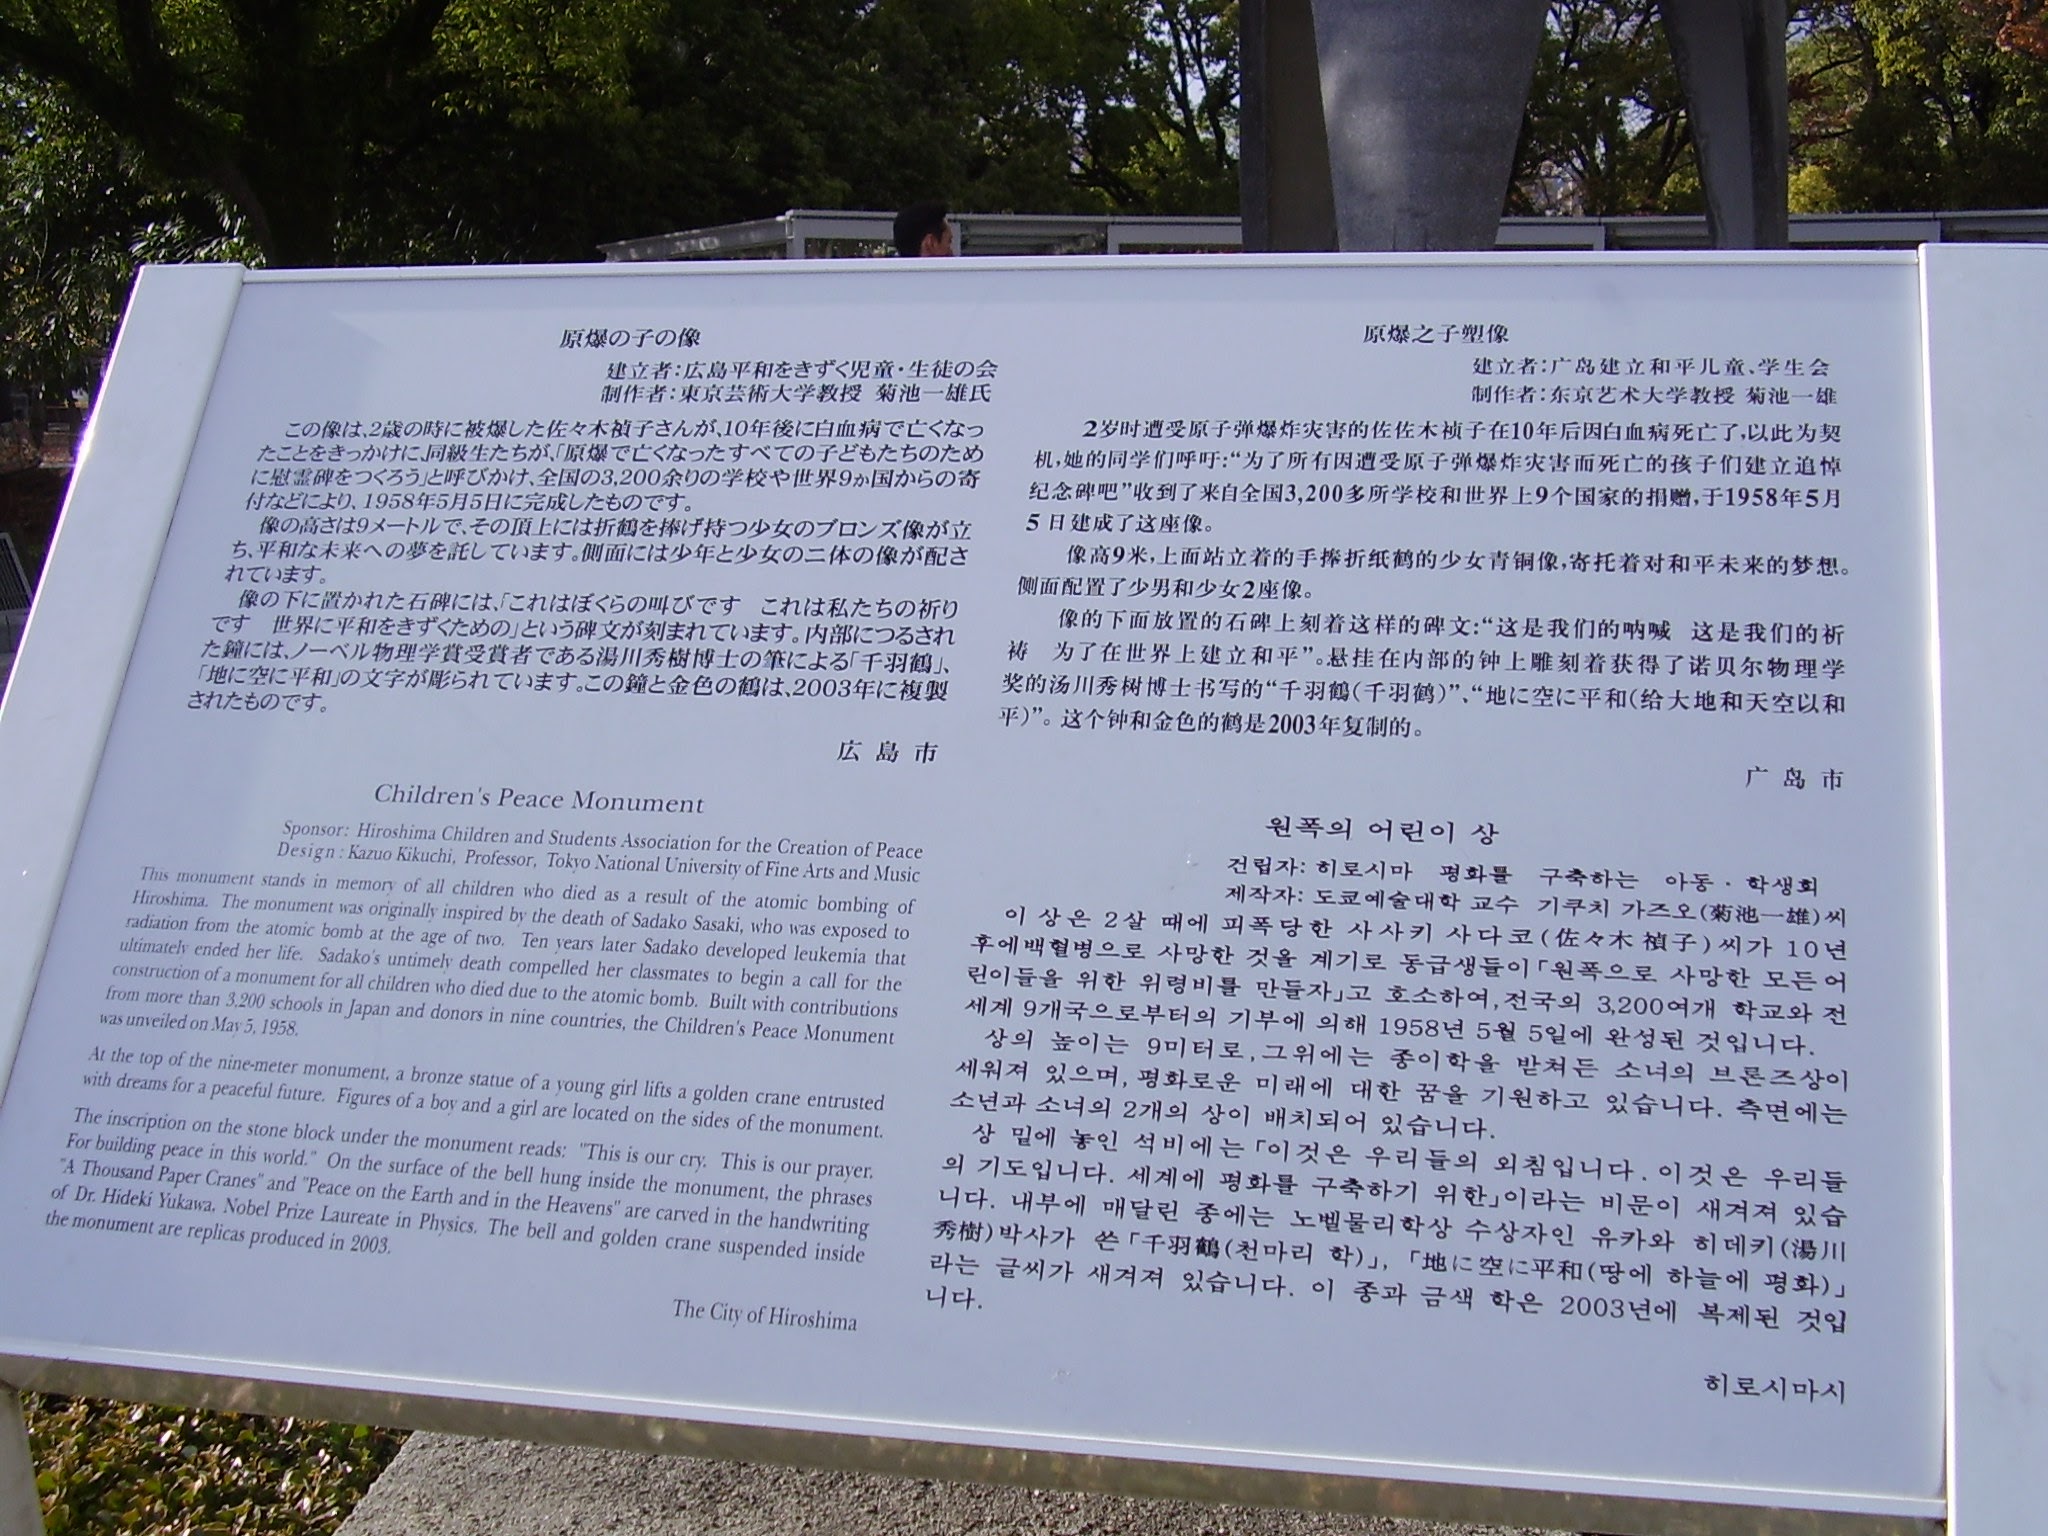 原爆の子の像
建立者：広島平和をきずく児童・生徒の会
制作者：東京芸術大学教授 菊池一雄氏
この像は、2歳の時に被爆した佐々木禎子さんが、10年後に白血病で亡くなっ
たことをきっかけに、同級生たちが、「原爆で亡くなったすべての子どもたちのため
に慰霊碑をつくろう」と呼びかけ、全国の3,200余りの学校や世界9か国からの寄
付などにより、1958年5月5日に完成したものです。
像の高さは9メートルで、その頂上には折鶴を捧げ持つ少女のブロンズ像が立
ち、平和な未来への夢を託しています。側面には少年と少女の二体の像が配さ
れています。
像の下に置かれた石碑には、「これはぼくらの叫びです これは私たちの祈り
です 世界に平和をきずくための」という碑文が刻まれています。内部につるされ
た鐘には、ノーベル物理学賞受賞者である湯川秀樹博士の筆による「千羽鶴」、
「地に空に平和」の文字が彫られています。この鐘と金色の鶴は、2003年に複製
されたものです。
広島市
Children's Peace Monument
Sponsor: Hiroshima Children and Students Association for the Creation of Peace
Design: Kazuo Kikuchi, Professor, Tokyo National University of Fine Arts and Music
This monument stands in memory of all children who died as a result of the atomic bombing of
Hiroshima. The monument was originally inspired by the death of Sadako Sasaki, who was exposed to
radiation from the atomic bomb at the age of two. Ten years later Sadako developed leukemia that
ultimately ended her life. Sadako's untimely death compelled her classmates to begin a call for the
construction of a monument for all children who died due to the atomic bomb. Built with contributions
from more than 3,200 schools in Japan and donors in nine countries, the Children's Peace Monument
was unveiled on May 5, 1958.
At the top of the nine-meter monument, a bronze statue of a young girl lifts a golden crane entrusted
with dreams for a peaceful future. Figures of a boy and a girl are located on the sides of the monument.
The inscription on the stone block under the monument reads: "This is our cry. This is our prayer.
For building peace in this world." On the surface of the bell hung inside the monument, the phrases
"A Thousand Paper Cranes" and "Peace on the Earth and in the Heavens" are carved in the handwriting
of Dr. Hideki Yukawa, Nobel Prize Laureate in Physics. The bell and golden crane suspended inside
the monument are replicas produced in 2003.
The City of Hiroshima
原爆之子塑像
建立者：广岛建立和平儿童、学生会
制作者：东京艺术大学教授 菊池一雄
2岁时遭受原子弹爆炸灾害的佐佐木祯子在10年后因白血病死亡了，以此为契
机，她的同学们呼吁：“为了所有因遭受原子弹爆炸灾害而死亡的孩子们建立追悼
纪念碑吧”收到了来自全国3,200多所学校和世界上9个国家的捐赠，于1958年5月
5日建成了这座像。
像高9米，上面站立着的手捧折纸鹤的少女青铜像，寄托着对和平未来的梦想。
侧面配置了少男和少女2座像。
像的下面放置的石碑上刻着这样的碑文：“这是我们的呐喊 这是我们的祈
祷 为了在世界上建立和平”。悬挂在内部的钟上雕刻着获得了诺贝尔物理学
奖的汤川秀树博士书写的“千羽鶴(千羽鹤)”、“地に空に平和(给大地和天空以和
平)”。这个钟和金色的鹤是2003年复制的。
广岛市
원폭의 어린이 상
건립자: 히로시마 평화를 구축하는 아동·학생회
제작자: 도쿄예술대학 교수 기쿠치 가즈오(菊池一雄)씨
이 상은 2살 때에 피폭당한 사사키 사다코(佐々木禎子)씨가 10년
후에백혈병으로 사망한 것을 계기로 동급생들이「원폭으로 사망한 모든어
린이들을 위한 위령비를 만들자」고 호소하여, 전국의 3,200여개 학교와 전
세계 9개국으로부터의 기부에 의해 1958년 5월 5일에 완성된 것입니다.
상의 높이는 9미터로, 그위에는 종이학을 받쳐든 소녀의 브론즈상이
세워져 있으며, 평화로운 미래에 대한 꿈을 기원하고 있습니다. 측면에는
소년과 소녀의 2개의 상이 배치되어 있습니다.
상 밑에 놓인 석비에는「이것은 우리들의 외침입니다. 이것은 우리들
의 기도입니다. 세계에 평화를 구축하기 위한」이라는 비문이 새겨져 있습
니다. 내부에 매달린 종에는 노벨물리학상 수상자인 유카와 히데키(湯川
秀樹)박사가 쓴「千羽鶴(천마리 학)」, 「地に空に平和(땅에 하늘에 평화)」
라는 글씨가 새겨져 있습니다. 이 종과 금색 학은 2003년에 복제된 것입
니다.
히로시마시